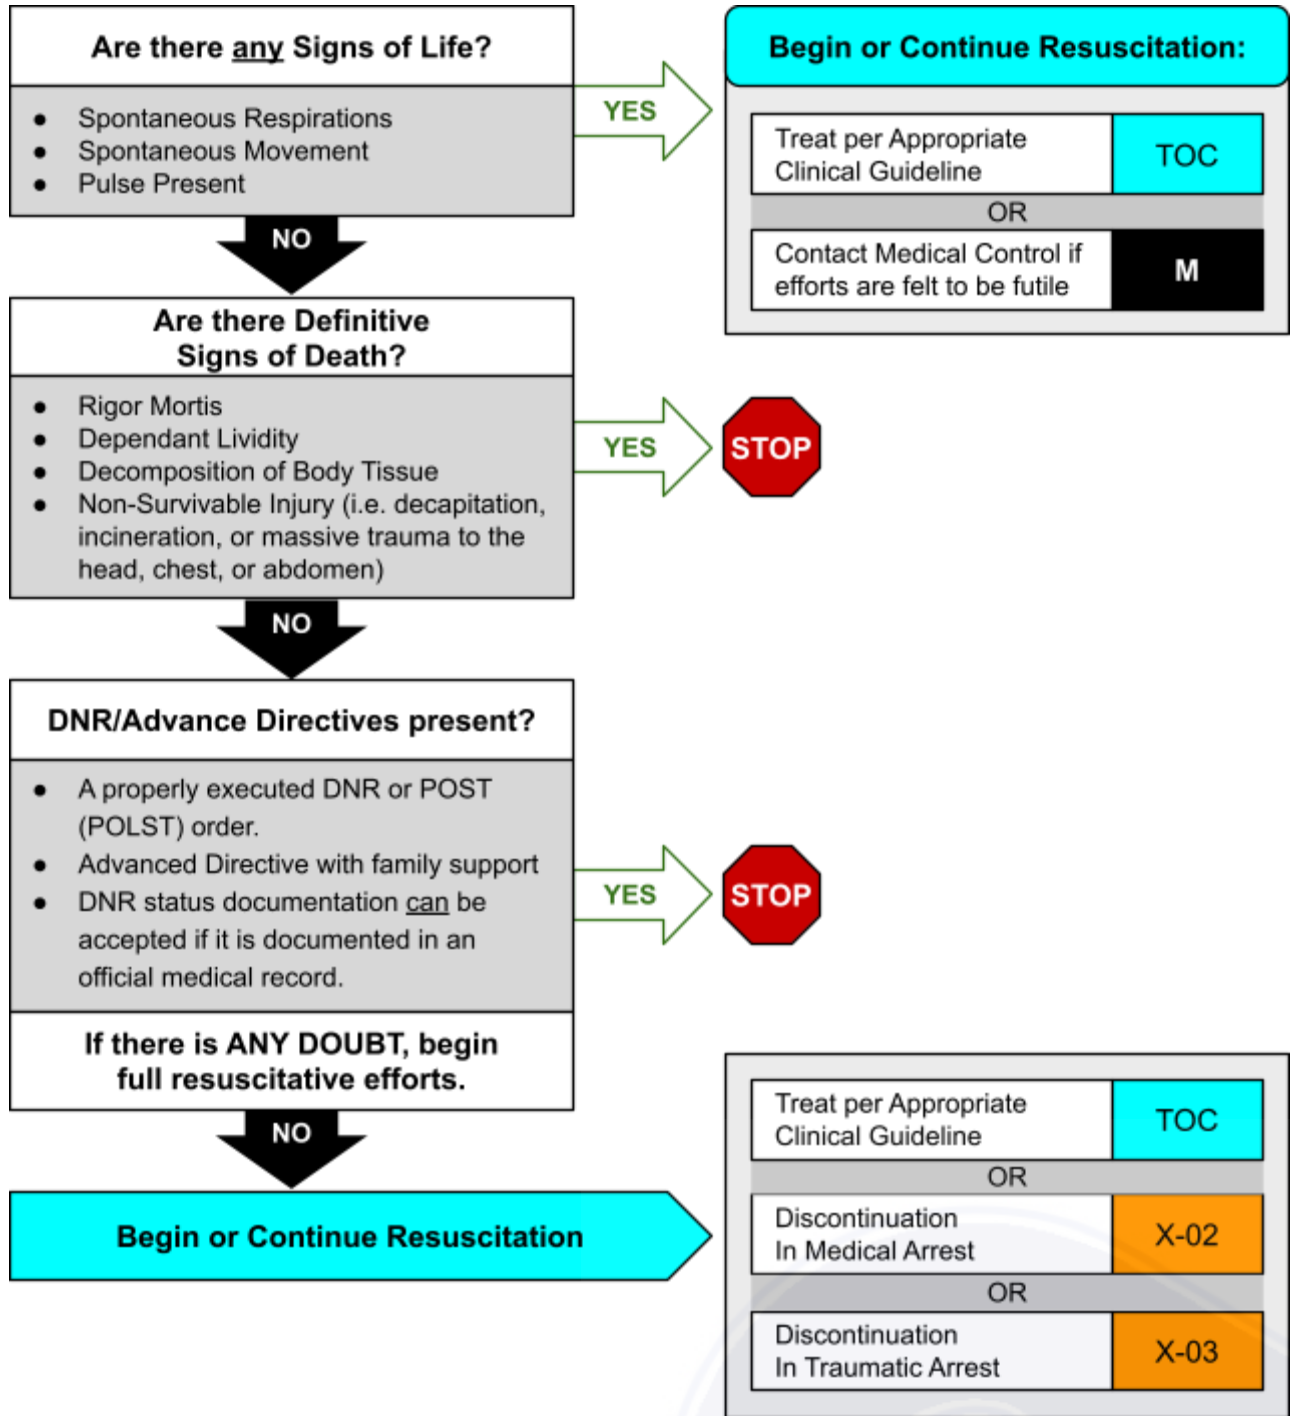 Are there any Signs of Life?
● Spontaneous Respirations
● Spontaneous Movement
● Pulse Present
YES
Begin or Continue Resuscitation:
Treat per Appropriate
Clinical Guideline
TOC
OR
Contact Medical Control if
efforts are felt to be futile
M
NO
Are there Definitive
Signs of Death?
● Rigor Mortis
● Dependant Lividity
● Decomposition of Body Tissue
● Non-Survivable Injury (i.e. decapitation,
incineration, or massive trauma to the
head, chest, or abdomen)
YES
STOP
NO
DNR/Advance Directives present?
● A properly executed DNR or POST
(POLST) order.
● Advanced Directive with family support
● DNR status documentation can be
accepted if it is documented in an
official medical record.
YES
STOP
If there is ANY DOUBT, begin
full resuscitative efforts.
NO
Begin or Continue Resuscitation
Treat per Appropriate
Clinical Guideline
TOC
OR
Discontinuation
In Medical Arrest
X-02
OR
Discontinuation
In Traumatic Arrest
X-03